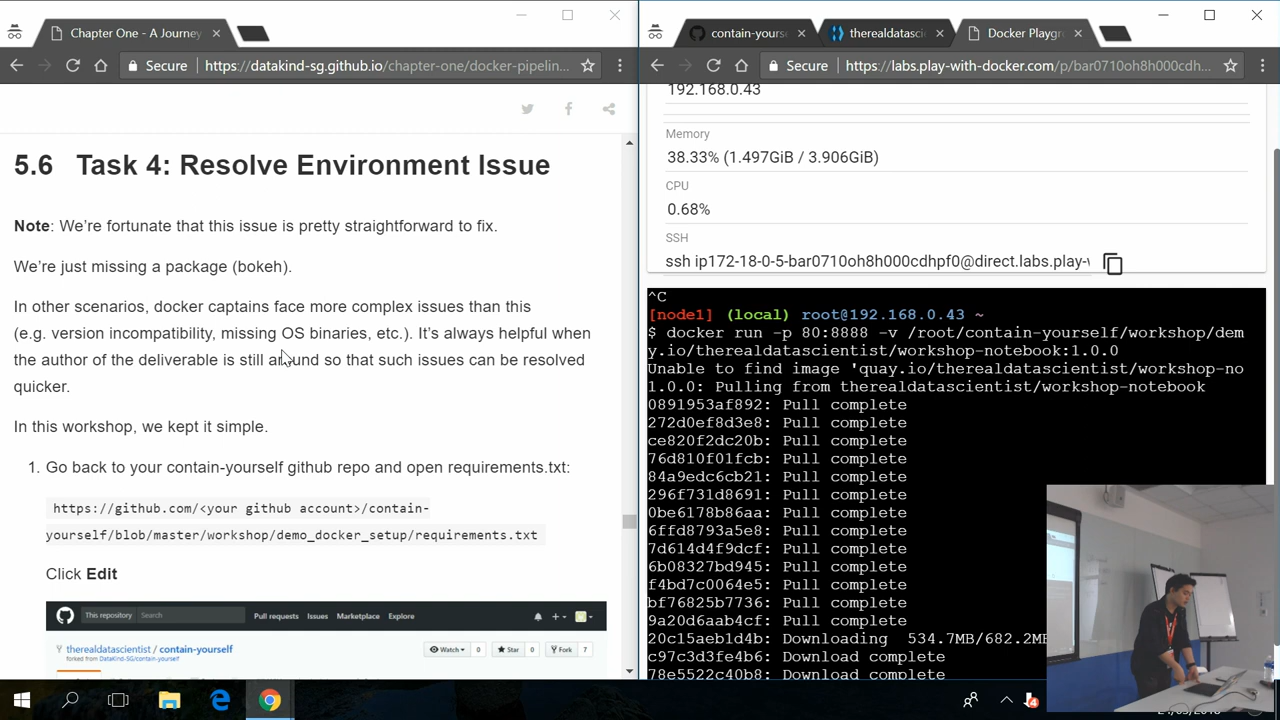 Chapter One - A Journey
Secure
https://datakind-sg.github.io/chapter-one/docker-pipelin...
5.6 Task 4: Resolve Environment Issue
Note: We're fortunate that this issue is pretty straightforward to fix.
We're just missing a package (bokeh).
In other scenarios, docker captains face more complex issues than this
(e.g. version incompatibility, missing OS binaries, etc.). It's always helpful when
the author of the deliverable is still around so that such issues can be resolved
quicker.
In this workshop, we kept it simple.
1. Go back to your contain-yourself github repo and open requirements.txt:
https://github.com/<your github account>/contain-
yourself/blob/master/workshop/demo_docker_setup/requirements.txt
Click Edit
This repository Search Pull requests Issues Marketplace Explore
therealdatascientist / contain-yourself
forked from DataKind-SG/contain-yourself
Watch 0 Star 0 Fork 7
contain-yourse
therealdatasci
Docker Playgr
Secure
https://labs.play-with-docker.com/p/bar0710oh8h000cdh...
192.168.0.43
Memory
38.33% (1.497GiB / 3.906GiB)
CPU
0.68%
SSH
ssh ip172-18-0-5-bar0710oh8h000cdhpf0@direct.labs.play-
^C
[node1] (local) root@192.168.0.43 ~
$ docker run -p 80:8888 -v /root/contain-yourself/workshop/dem
y.io/therealdatascientist/workshop-notebook:1.0.0
Unable to find image 'quay.io/therealdatascientist/workshop-no
1.0.0: Pulling from therealdatascientist/workshop-notebook
0891953af892: Pull complete
272d0ef8d3e8: Pull complete
ce820f2dc20b: Pull complete
76d810f01fcb: Pull complete
84a9edc6cb21: Pull complete
296f731d8691: Pull complete
0be6178b86aa: Pull complete
6ffd8793a5e8: Pull complete
7d614d4f9dcf: Pull complete
6b08327bd945: Pull complete
f4bd7c0064e5: Pull complete
bf76825b7736: Pull complete
9a20d6aab4cf: Pull complete
20c15aeb1d4b: Downloading 534.7MB/682.2MB
c97c3d3fe4b6: Download complete
78e5522c40b8: Download complete